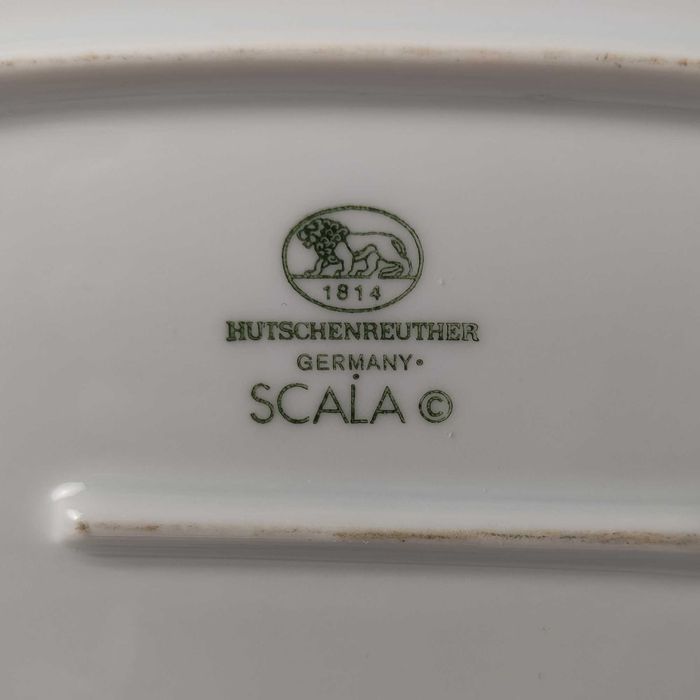 1814
HUTSCHENREUTHER
GERMANY
SCALA ©